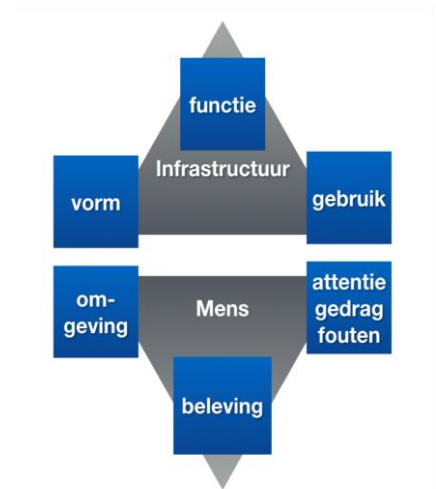 functie
Infrastructuur
vorm
gebruik
om-
geving
Mens
attentie
gedrag
fouten
beleving